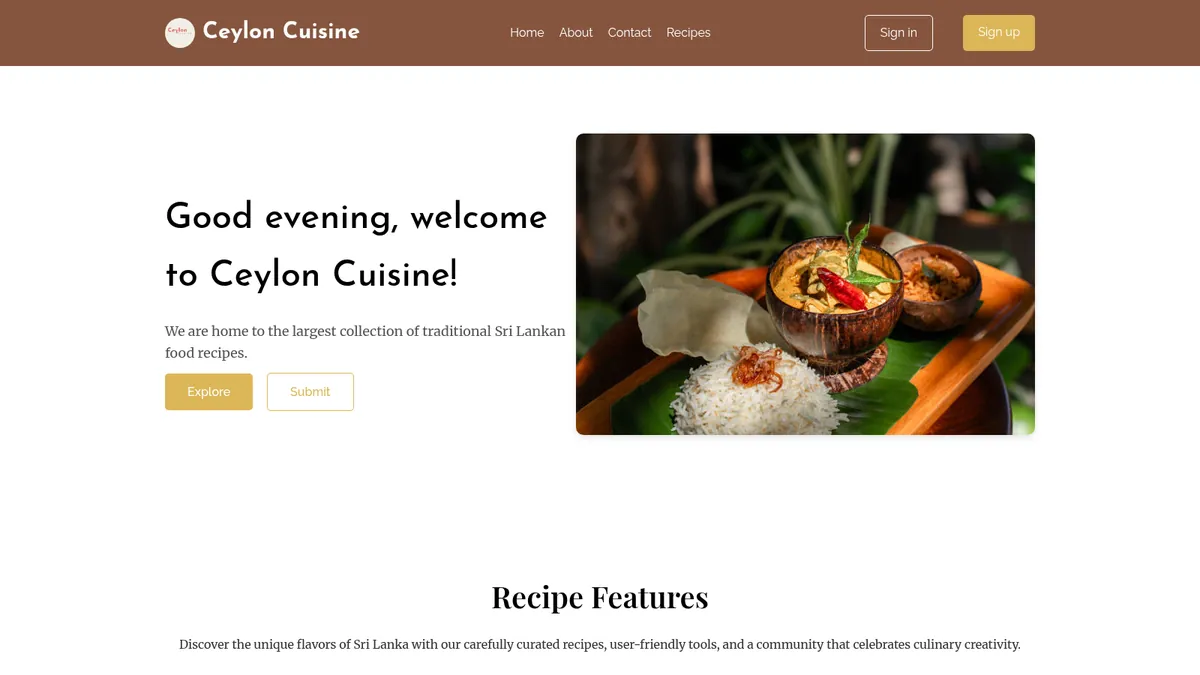 Ceylon
Ceylon Cuisine
Home
About
Contact
Recipes
Sign in
Sign up
Good evening, welcome
to Ceylon Cuisine!
We are home to the largest collection of traditional Sri Lankan
food recipes.
Explore
Submit
Recipe Features
Discover the unique flavors of Sri Lanka with our carefully curated recipes, user-friendly tools, and a community that celebrates culinary creativity.